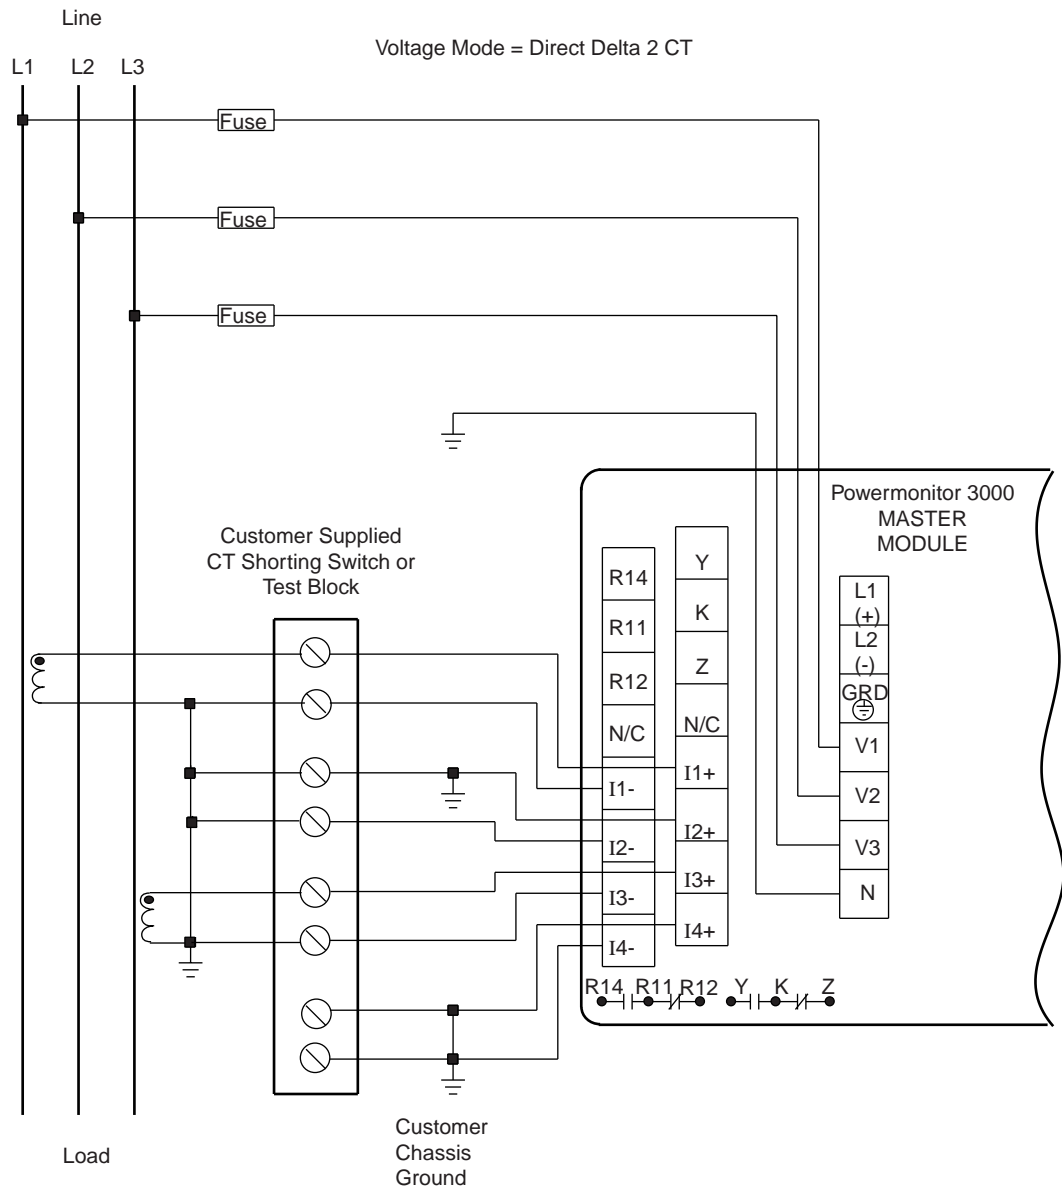 Line
Voltage Mode = Direct Delta 2 CT
L1 L2 L3
Fuse
Fuse
Fuse
Powermonitor 3000
MASTER
MODULE
Customer Supplied
CT Shorting Switch or
Test Block
R14
R11
R12
N/C
I1-
I2-
I3-
I4-
Y
K
Z
N/C
I1+
I2+
I3+
I4+
L1
(+)
L2
(-)
GRD
V1
V2
V3
N
R14 R11 R12 Y K Z
Customer
Chassis
Ground
Load